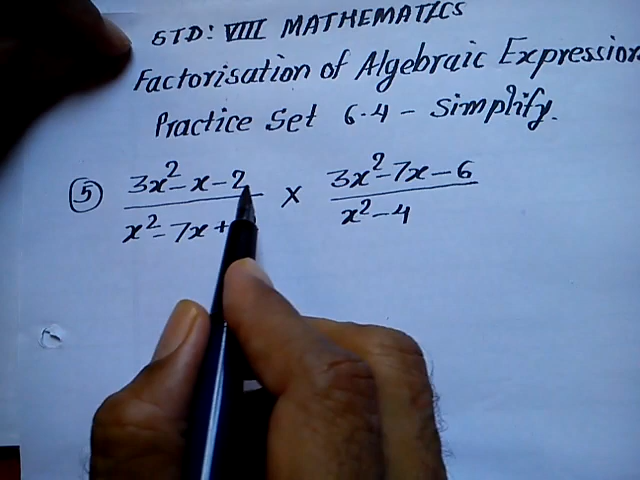 STD: VIII MATHEMATICS
Factorisation of Algebraic Expression
Practice Set 6.4 - Simplify.
⑤ 3x²-x-2 × 3x²-7x-6
x²-7x+ x²-4